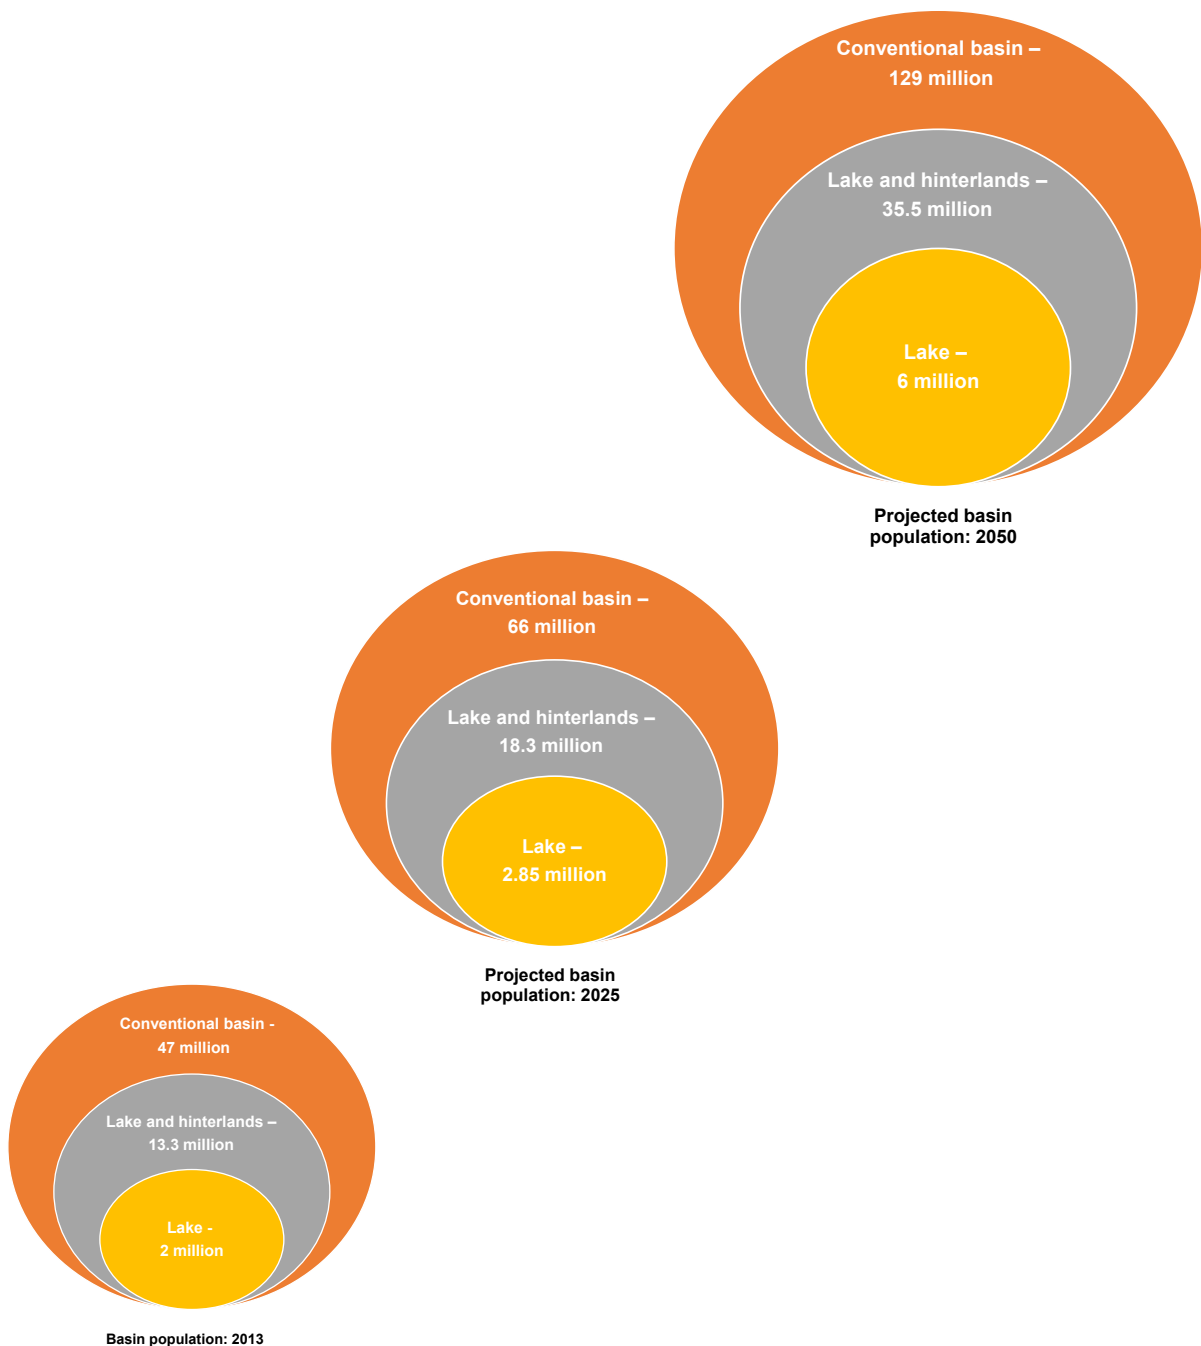 Conventional basin –
129 million
Lake and hinterlands –
35.5 million
Lake –
6 million
Projected basin
population: 2050
Conventional basin –
66 million
Lake and hinterlands –
18.3 million
Lake –
2.85 million
Projected basin
population: 2025
Conventional basin -
47 million
Lake and hinterlands –
13.3 million
Lake -
2 million
Basin population: 2013